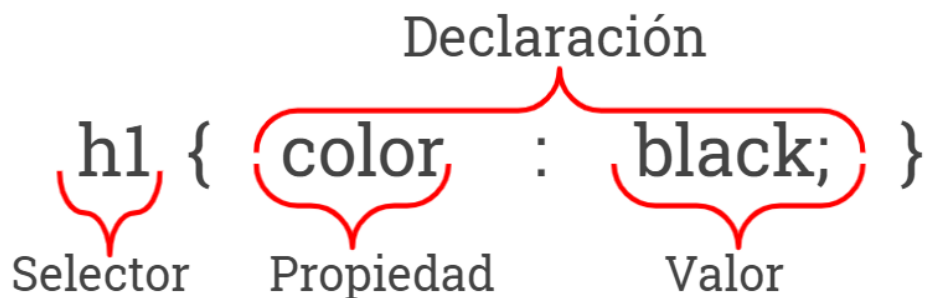 Declaración
h1 { color : black; }
Selector Propiedad Valor